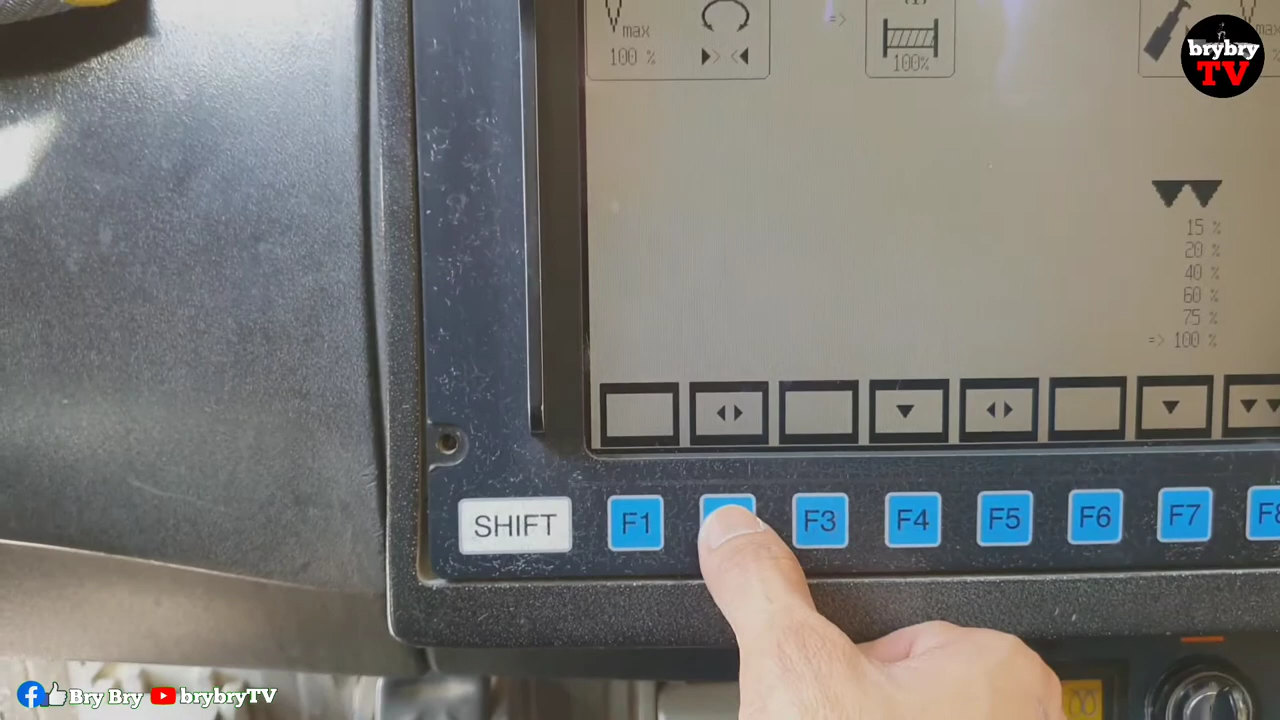 max
100 %
=>
100%
brybry
TV
15 %
20 %
40 %
60 %
75 %
=> 100 %
SHIFT
F1
F3
F4
F5
F6
F7
F8
Bry Bry
brybryTV